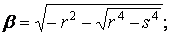 β = √(− r² − √(r⁴ − s⁴));